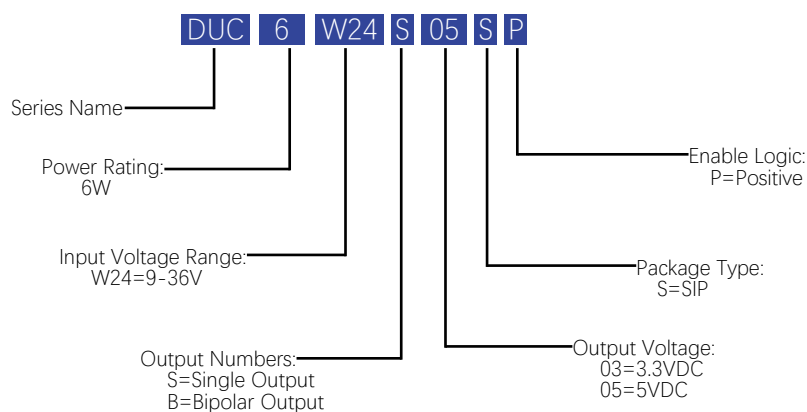 DUC 6 W24 S 05 S P
Series Name
Power Rating:
6W
Input Voltage Range:
W24=9-36V
Output Numbers:
S=Single Output
B=Bipolar Output
Enable Logic:
P=Positive
Package Type:
S=SIP
Output Voltage:
03=3.3VDC
05=5VDC